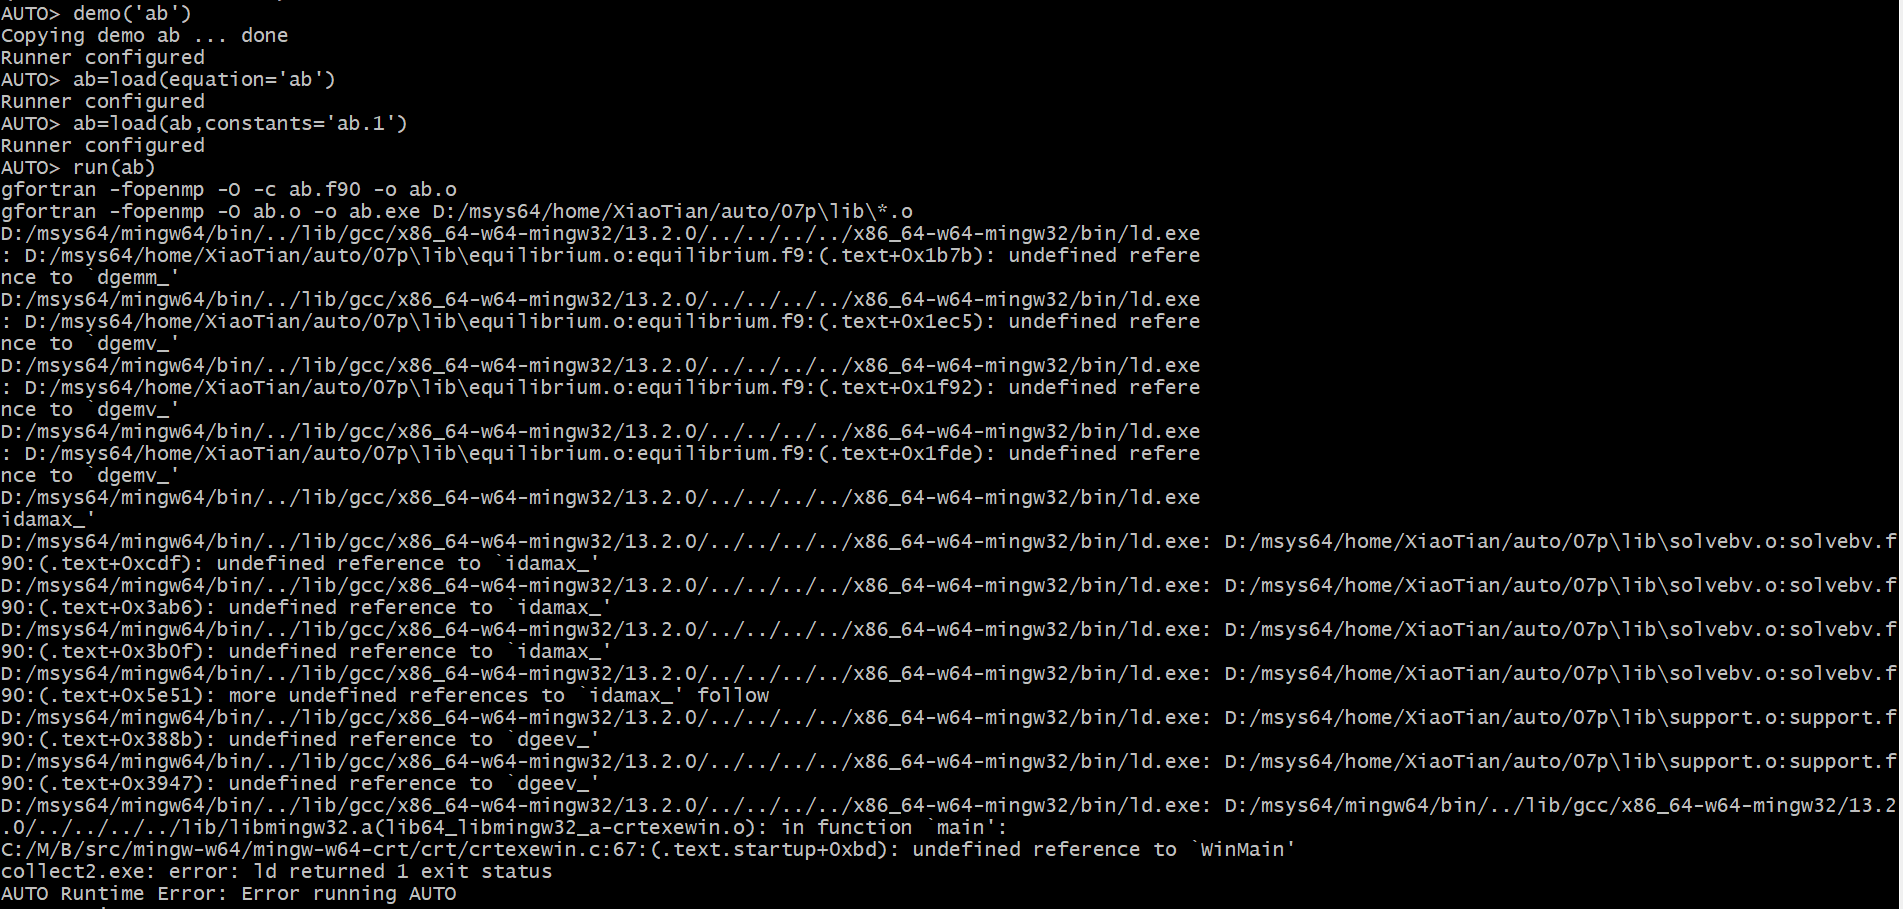 AUTO> demo('ab')
Copying demo ab ... done
Runner configured
AUTO> ab=load(equation='ab')
Runner configured
AUTO> ab=load(ab,constants='ab.1')
Runner configured
AUTO> run(ab)
gfortran -fopenmp -O -c ab.f90 -o ab.o
gfortran -fopenmp -O ab.o -o ab.exe D:/msys64/home/XiaoTian/auto/07p\lib\*.o
D:/msys64/mingw64/bin/../lib/gcc/x86_64-w64-mingw32/13.2.0/../../../../x86_64-w64-mingw32/bin/ld.exe
: D:/msys64/home/XiaoTian/auto/07p\lib\equilibrium.o:equilibrium.f9:(.text+0x1b7b): undefined refere
nce to `dgemm_'
D:/msys64/mingw64/bin/../lib/gcc/x86_64-w64-mingw32/13.2.0/../../../../x86_64-w64-mingw32/bin/ld.exe
: D:/msys64/home/XiaoTian/auto/07p\lib\equilibrium.o:equilibrium.f9:(.text+0x1ec5): undefined refere
nce to `dgemv_'
D:/msys64/mingw64/bin/../lib/gcc/x86_64-w64-mingw32/13.2.0/../../../../x86_64-w64-mingw32/bin/ld.exe
: D:/msys64/home/XiaoTian/auto/07p\lib\equilibrium.o:equilibrium.f9:(.text+0x1f92): undefined refere
nce to `dgemv_'
D:/msys64/mingw64/bin/../lib/gcc/x86_64-w64-mingw32/13.2.0/../../../../x86_64-w64-mingw32/bin/ld.exe
: D:/msys64/home/XiaoTian/auto/07p\lib\equilibrium.o:equilibrium.f9:(.text+0x1fde): undefined refere
nce to `dgemv_'
D:/msys64/mingw64/bin/../lib/gcc/x86_64-w64-mingw32/13.2.0/../../../../x86_64-w64-mingw32/bin/ld.exe
idamax_'
D:/msys64/mingw64/bin/../lib/gcc/x86_64-w64-mingw32/13.2.0/../../../../x86_64-w64-mingw32/bin/ld.exe: D:/msys64/home/XiaoTian/auto/07p\lib\solvebv.o:solvebv.f
90:(.text+0xcdf): undefined reference to `idamax_'
D:/msys64/mingw64/bin/../lib/gcc/x86_64-w64-mingw32/13.2.0/../../../../x86_64-w64-mingw32/bin/ld.exe: D:/msys64/home/XiaoTian/auto/07p\lib\solvebv.o:solvebv.f
90:(.text+0x3ab6): undefined reference to `idamax_'
D:/msys64/mingw64/bin/../lib/gcc/x86_64-w64-mingw32/13.2.0/../../../../x86_64-w64-mingw32/bin/ld.exe: D:/msys64/home/XiaoTian/auto/07p\lib\solvebv.o:solvebv.f
90:(.text+0x3b0f): undefined reference to `idamax_'
D:/msys64/mingw64/bin/../lib/gcc/x86_64-w64-mingw32/13.2.0/../../../../x86_64-w64-mingw32/bin/ld.exe: D:/msys64/home/XiaoTian/auto/07p\lib\solvebv.o:solvebv.f
90:(.text+0x5e51): more undefined references to `idamax_' follow
D:/msys64/mingw64/bin/../lib/gcc/x86_64-w64-mingw32/13.2.0/../../../../x86_64-w64-mingw32/bin/ld.exe: D:/msys64/home/XiaoTian/auto/07p\lib\support.o:support.f
90:(.text+0x388b): undefined reference to `dgeev_'
D:/msys64/mingw64/bin/../lib/gcc/x86_64-w64-mingw32/13.2.0/../../../../x86_64-w64-mingw32/bin/ld.exe: D:/msys64/home/XiaoTian/auto/07p\lib\support.o:support.f
90:(.text+0x3947): undefined reference to `dgeev_'
D:/msys64/mingw64/bin/../lib/gcc/x86_64-w64-mingw32/13.2.0/../../../../x86_64-w64-mingw32/bin/ld.exe: D:/msys64/mingw64/bin/../lib/gcc/x86_64-w64-mingw32/13.2
.0/../../../../lib/libmingw32.a(lib64_libmingw32_a-crtexewin.o): in function `main':
C:/M/B/src/mingw-w64/mingw-w64-crt/crt/crtexewin.c:67:(.text.startup+0xbd): undefined reference to `WinMain'
collect2.exe: error: ld returned 1 exit status
AUTO Runtime Error: Error running AUTO